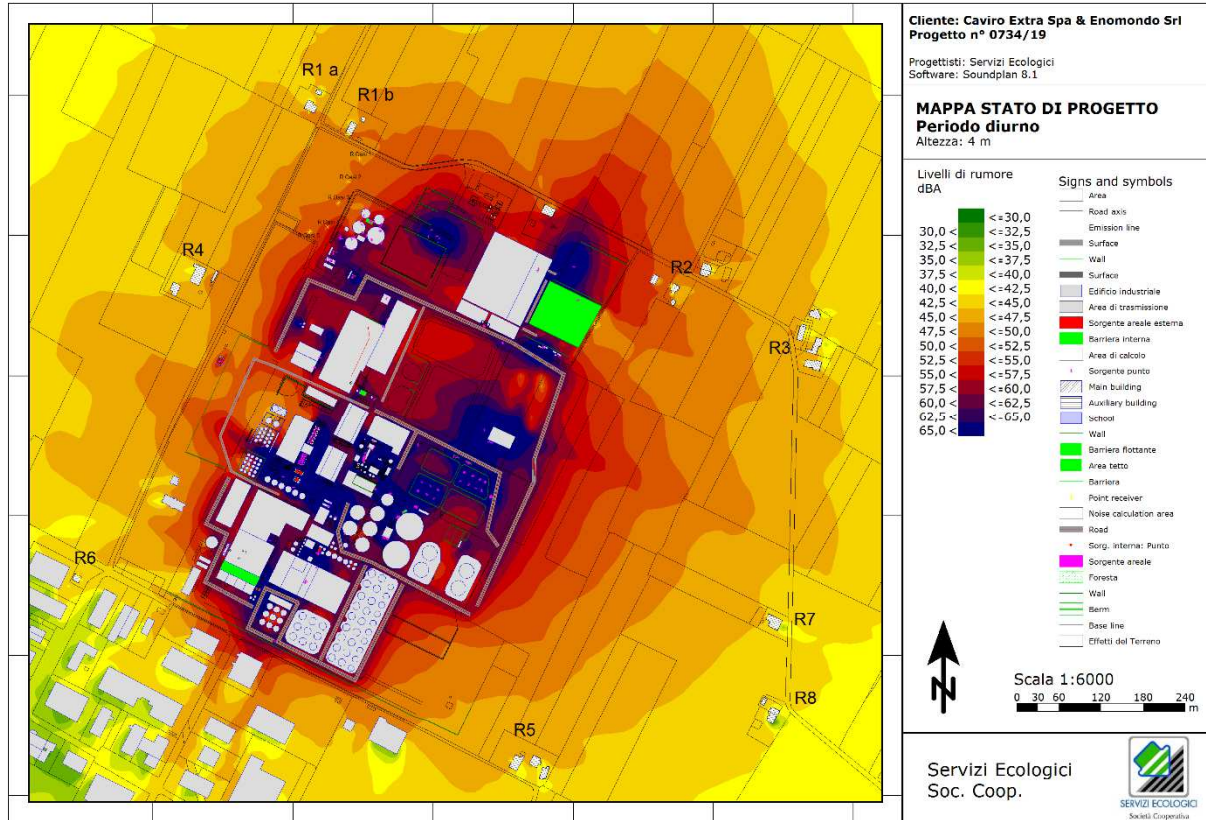 Cliente: Caviro Extra Spa & Enomondo Srl
Progetto n° 0734/19
Progettisti: Servizi Ecologici
Software: Soundplan 8.1
MAPPA STATO DI PROGETTO
Periodo diurno
Altezza: 4 m
Livelli di rumore
dBA
<=30,0
30,0 < <=32,5
32,5 < <=35,0
35,0 < <=37,5
37,5 < <=40,0
40,0 < <=42,5
42,5 < <=45,0
45,0 < <=47,5
47,5 < <=50,0
50,0 < <=52,5
52,5 < <=55,0
55,0 < <=57,5
57,5 < <=60,0
60,0 < <=62,5
62,5 < <=65,0
65,0 <
Signs and symbols
Area
Road axis
Emission line
Surface
Wall
Surface
Edificio industriale
Area di trasmissione
Sorgente areale esterna
Barriera interna
Area di calcolo
Sorgente punto
Main building
Auxiliary building
School
Wall
Barriera flottante
Area tetto
Barriera
Point receiver
Noise calculation area
Road
Sorg. interna: Punto
Sorgente areale
Foresta
Wall
Berm
Base line
Effetti del Terreno
N
Scala 1:6000
0 30 60 120 180 240
m
Servizi Ecologici
Soc. Coop.
SERVIZI ECOLOGICI
Società Cooperativa
R1 a
R1 b
R4
R2
R3
R6
R7
R8
R5